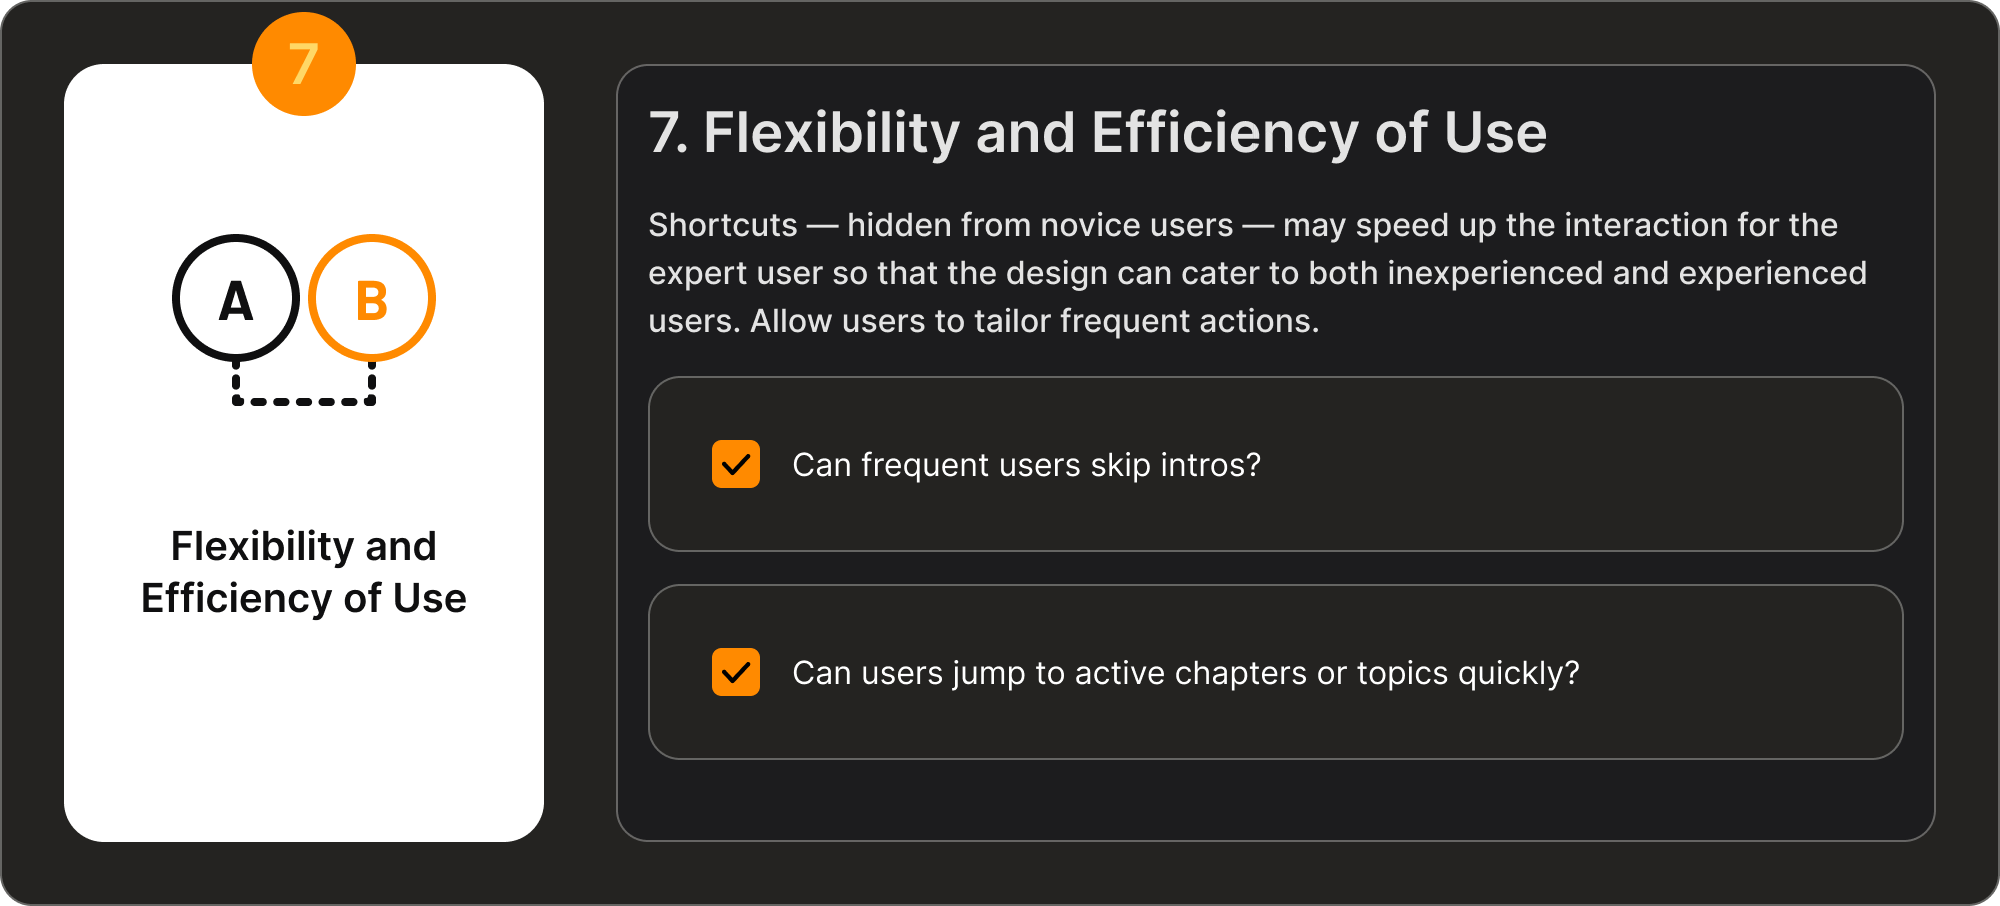 7
A
B
Flexibility and
Efficiency of Use
7. Flexibility and Efficiency of Use
Shortcuts — hidden from novice users — may speed up the interaction for the
expert user so that the design can cater to both inexperienced and experienced
users. Allow users to tailor frequent actions.
Can frequent users skip intros?
Can users jump to active chapters or topics quickly?